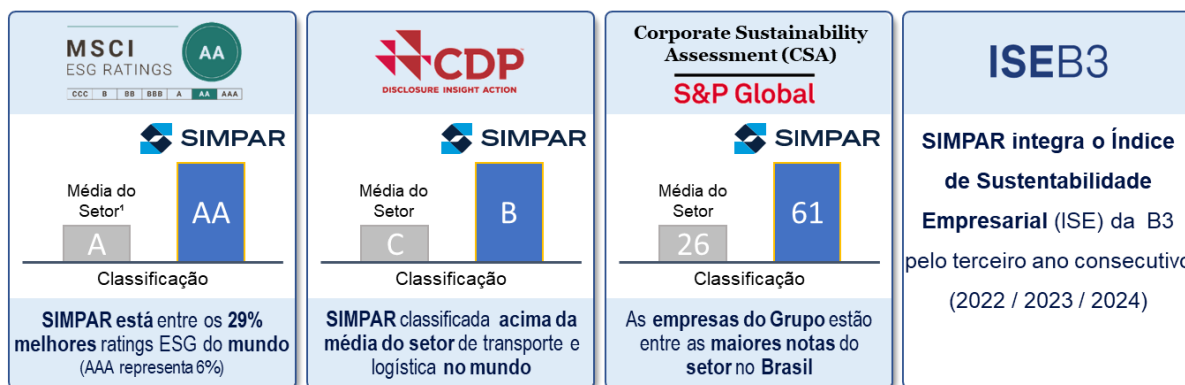 MSCI
ESG RATINGS
AA
CCC B BB BBB A AA AAA
SIMPAR
Média do
Setor¹
A
AA
Classificação
SIMPAR está entre os 29%
melhores ratings ESG do mundo
(AAA representa 6%)
CDP
DISCLOSURE INSIGHT ACTION
SIMPAR
Média do
Setor
C
B
Classificação
SIMPAR classificada acima da
média do setor de transporte e
logística no mundo
Corporate Sustainability
Assessment (CSA)
S&P Global
SIMPAR
Média do
Setor
26
61
Classificação
As empresas do Grupo estão
entre as maiores notas do
setor no Brasil
ISEB3
SIMPAR integra o Índice
de Sustentabilidade
Empresarial (ISE) da B3
pelo terceiro ano consecutivo
(2022 / 2023 / 2024)